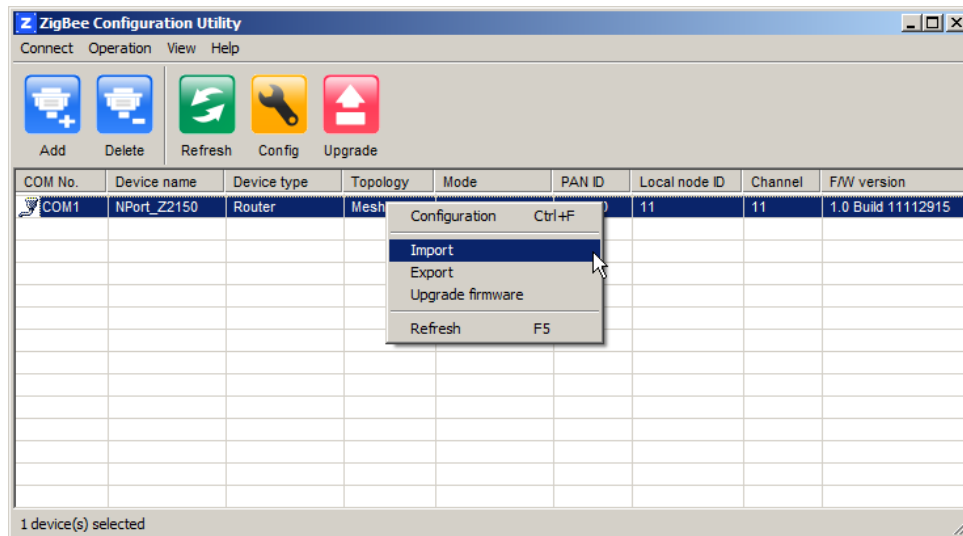 Z ZigBee Configuration Utility
Connect Operation View Help
Add Delete Refresh Config Upgrade
COM No. Device name Device type Topology Mode PAN ID Local node ID Channel F/W version
COM1 NPort_Z2150 Router Mesh 11 11 1.0 Build 11112915
Configuration Ctrl+F
Import
Export
Upgrade firmware
Refresh F5
1 device(s) selected